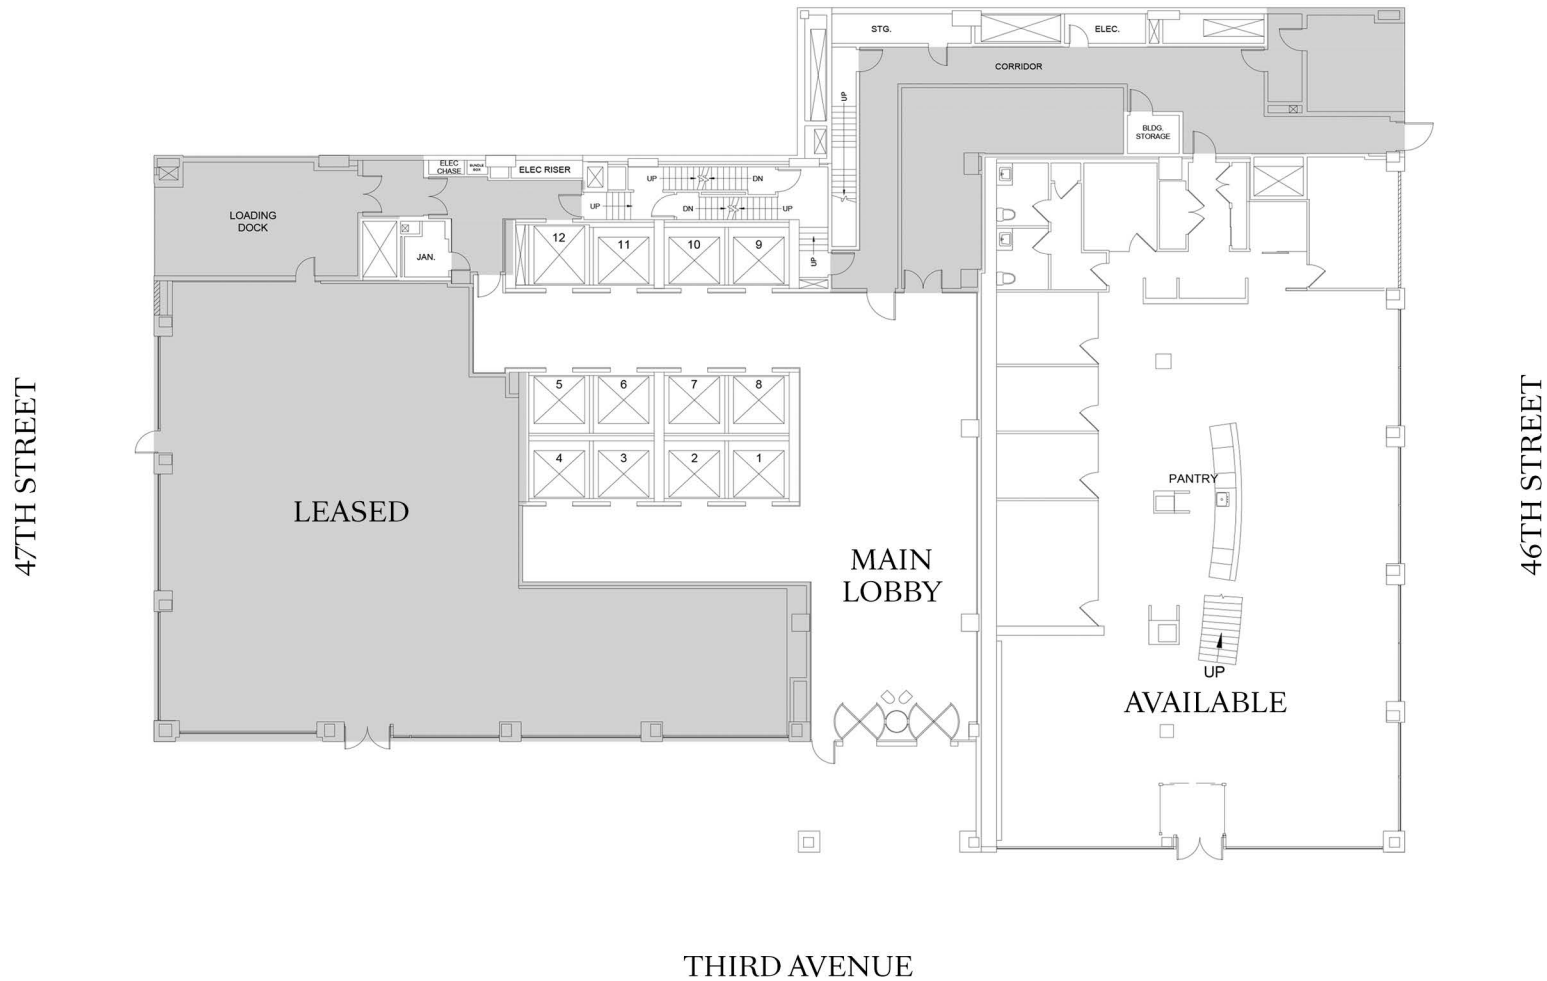 STG.
ELEC.
CORRIDOR
UP
BLDG.
STORAGE
ELEC
CHASE
BUNDLE
BOX
ELEC RISER
UP
DN
UP
DN
UP
LOADING
DOCK
JAN.
12
11
10
9
UP
5
6
7
8
4
3
2
1
47TH STREET
46TH STREET
LEASED
PANTRY
MAIN
LOBBY
UP
AVAILABLE
THIRD AVENUE